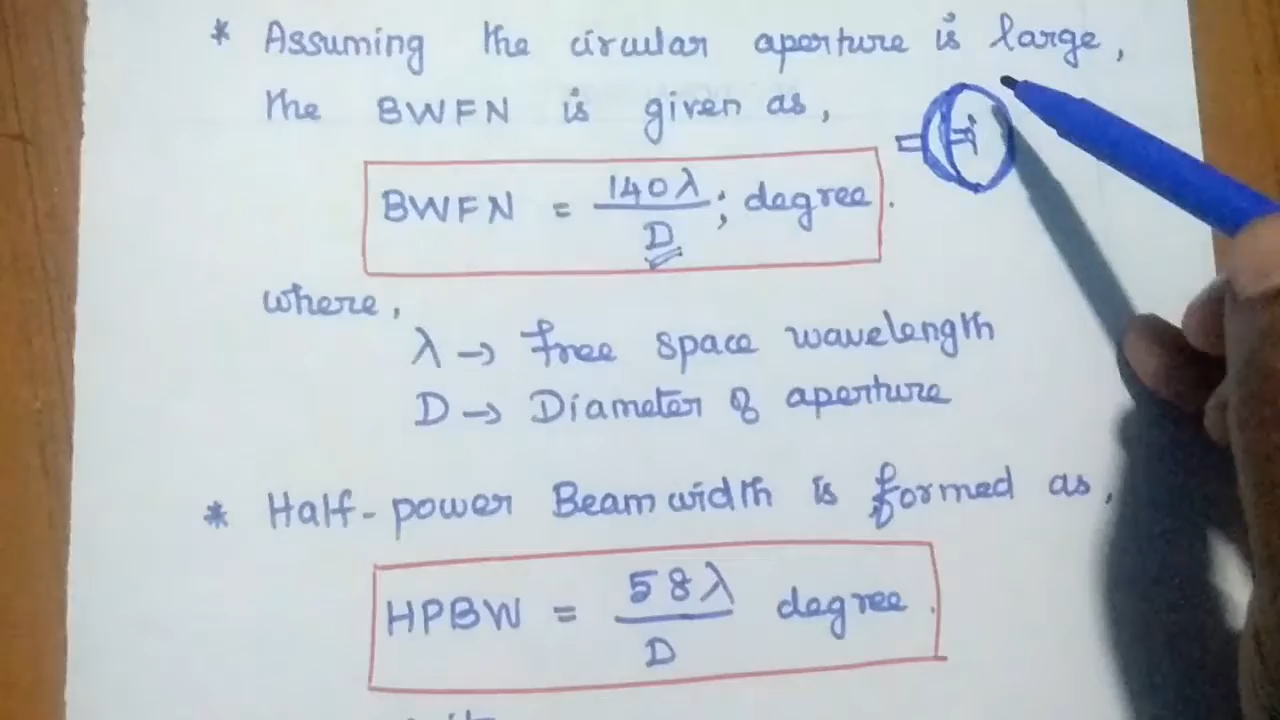 * Assuming the circular aperture is large,
the BWFN is given as,
BWFN = 140λ / D ; degree.
where,
λ → free space wavelength
D → Diameter of aperture
* Half-power Beamwidth is formed as,
HPBW = 58λ / D degree.